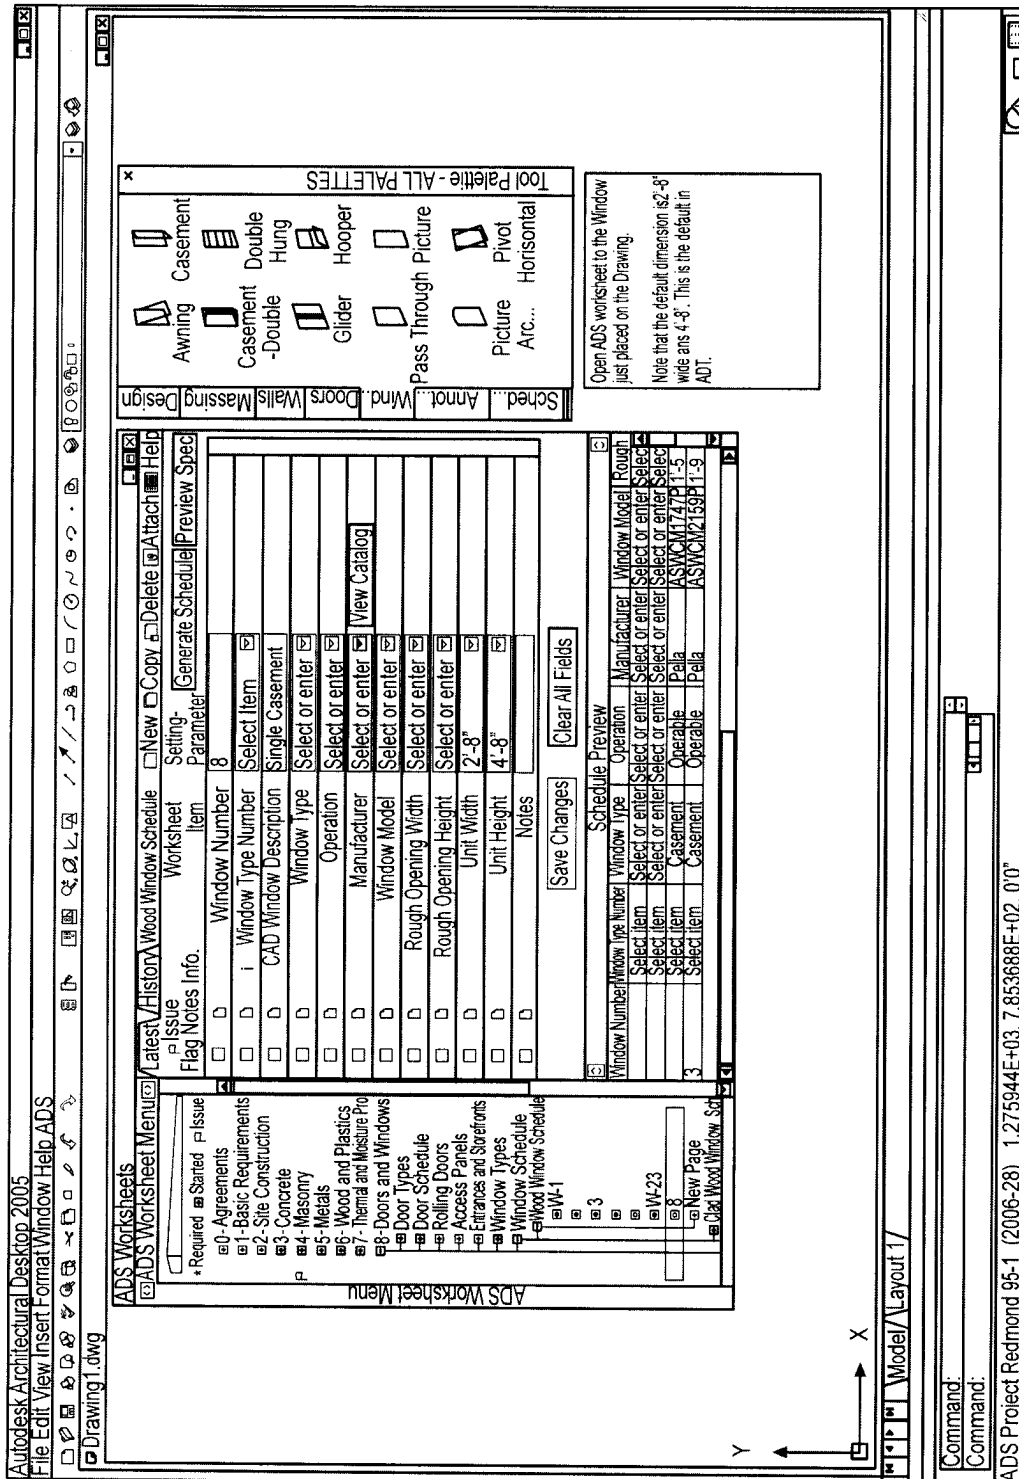 Autodesk Architectural Desktop 2005
File Edit View Insert Format Window Help ADS
Drawing1.dwg
ADS Worksheets
ADS Worksheet Menu
Latest History Wood Window Schedule New Copy Delete Attach Help
* Required Started Issue
0- Agreements
1-Basic Requirements
2- Site Construction
3- Concrete
4- Masonry
5- Metals
6- Wood and Plastics
7- Thermal and Moisture Pro
8- Doors and Windows
Door Types
Door Schedule
Rolling Doors
Access Panels
Entrances and Storefronts
Window Types
Window Schedule
Wood Window Schedule
W-1
3
W-23
8
New Page
Clad Wood Window Sch
ADS Worksheet Menu
Issue Worksheet Setting- Generate Schedule Preview Spec
Flag Notes Info. Item Parameter
Window Number 8
i Window Type Number Select Item
CAD Window Description Single Casement
Window Type Select or enter
Operation Select or enter
Manufacturer Select or enter View Catalog
Window Model Select or enter
Rough Opening Width Select or enter
Rough Opening Height Select or enter
Unit Width 2'-8"
Unit Height 4'-8"
Notes
Save Changes Clear All Fields
Schedule Preview
Window Number Window Type Number Window Type Operation Manufacturer Window Model Rough
Select item Select or enter Select or enter Select or enter Select or enter Select
Select item Select or enter Select or enter Select or enter Select or enter Select
Select item Casement Operable Pella ASWCM1747P 1'-5
3 Select item Casement Operable Pella ASWCM2159P 1'-9
Design
Massing
Walls
Doors
Wind...
Annot...
Sched...
Awning Casement
Casement -Double Double Hung
Glider Hooper
Pass Through Picture
Picture Arc... Pivot Horisontal
Tool Palettie - ALL PALETTES
Open ADS worksheet to the Window
just placed on the Drawing.
Note that the default dimension is2'-8"
wide ans 4'-8'. This is the default in
ADT.
Y
X
Model Layout 1
Command:
Command:
ADS Project Redmond 95-1 (2006-28) 1.275944E+03, 7.853688E+02, 0'0"